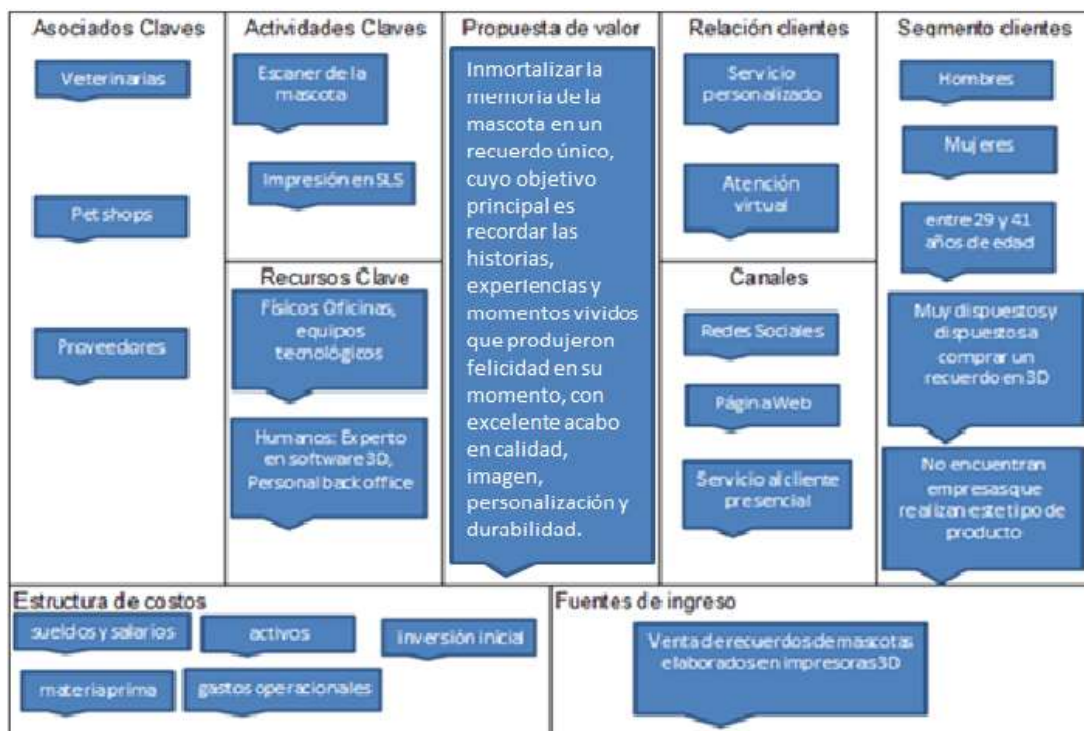 Asociados Claves
Veterinarias
Pet shops
Proveedores
Actividades Claves
Escaner de la
mascota
Impresión en SLS
Recursos Clave
Físicos Oficinas,
equipos
tecnológicos
Humanos: Experto
en software 3D,
Personal back office
Propuesta de valor
Inmortalizar la
memoria de la
mascota en un
recuerdo único,
cuyo objetivo
principal es
recordar las
historias,
experiencias y
momentos vividos
que produjeron
felicidad en su
momento, con
excelente acabo
en calidad,
imagen,
personalización y
durabilidad.
Relación clientes
Servicio
personalizado
Atención
virtual
Canales
Redes Sociales
Página Web
Servicio al cliente
presencial
Segmento clientes
Hombres
Mujeres
entre 29 y 41
años de edad
Muy dispuestos y
dispuesto a
comprar un
recuerdo en 3D
No encuentran
empresas que
realizan este tipo de
producto
Estructura de costos
sueldos y salarios
activos
inversión inicial
materia prima
gastos operacionales
Fuentes de ingreso
Venta de recuerdos de mascotas
elaborados en impresoras 3D